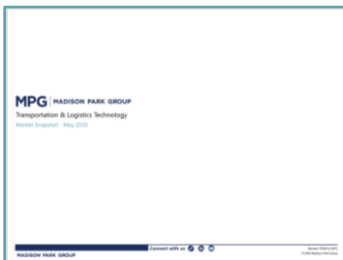 MPG | MADISON PARK GROUP
Transportation & Logistics Technology
Market Snapshot - May 2020
Connect with us
MADISON PARK GROUP